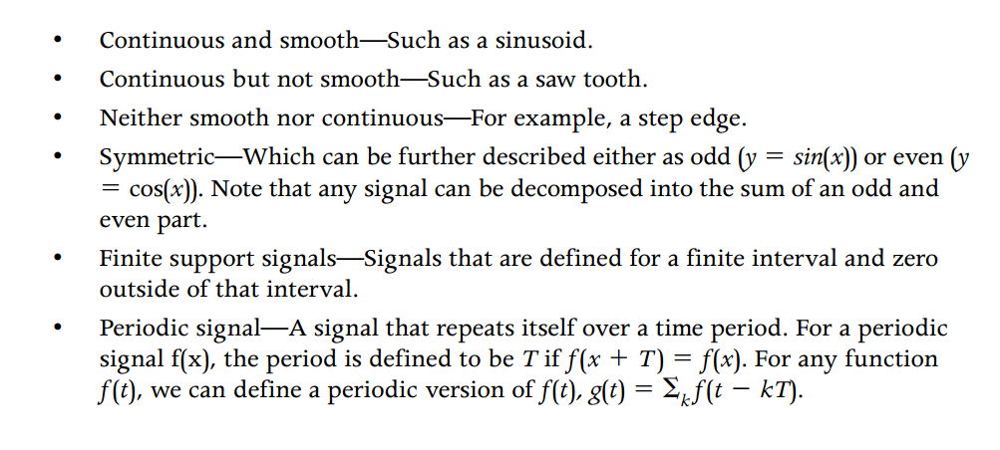 • Continuous and smooth—Such as a sinusoid.
• Continuous but not smooth—Such as a saw tooth.
• Neither smooth nor continuous—For example, a step edge.
• Symmetric—Which can be further described either as odd (y = sin(x)) or even (y
= cos(x)). Note that any signal can be decomposed into the sum of an odd and
even part.
• Finite support signals—Signals that are defined for a finite interval and zero
outside of that interval.
• Periodic signal—A signal that repeats itself over a time period. For a periodic
signal f(x), the period is defined to be T if f(x + T) = f(x). For any function
f(t), we can define a periodic version of f(t), g(t) = Σₖf(t − kT).